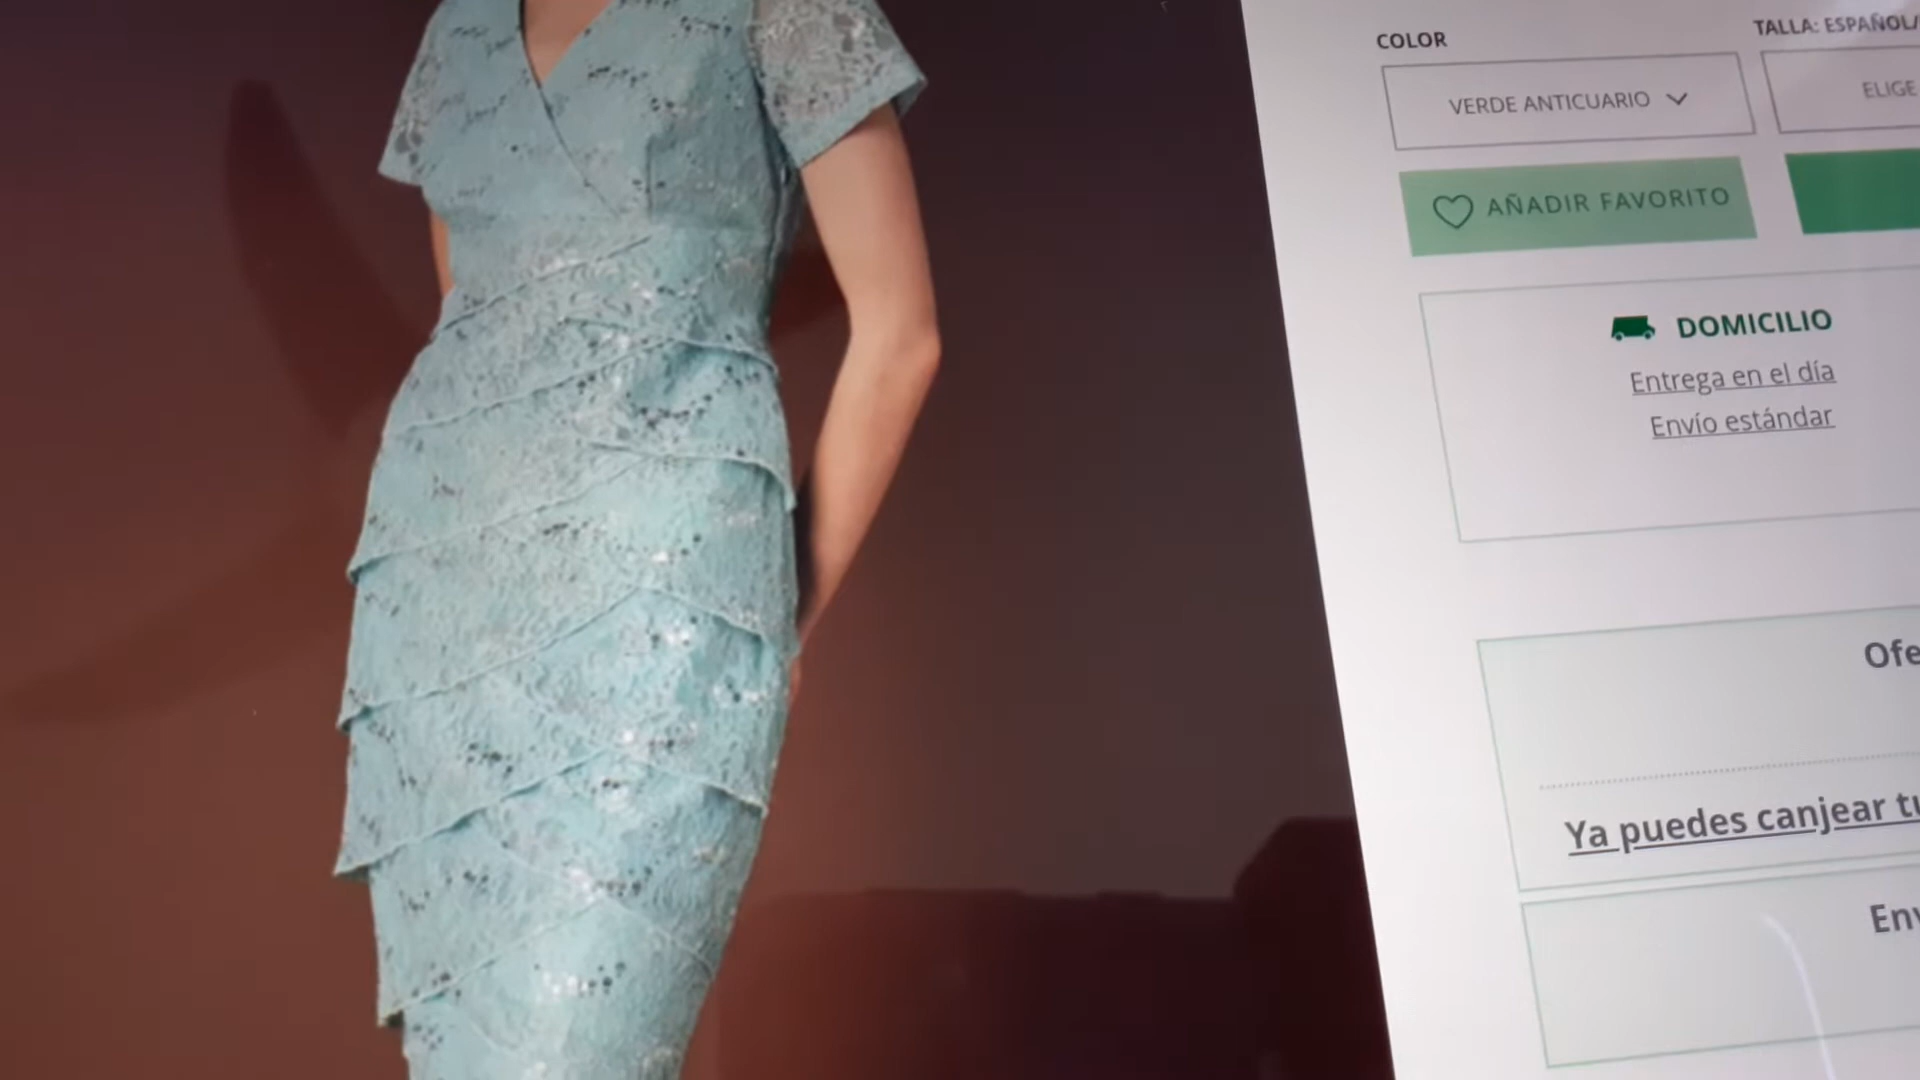 COLOR
TALLA: ESPAÑOL/
VERDE ANTICUARIO
ELIGE
AÑADIR FAVORITO
DOMICILIO
Entrega en el día
Envío estándar
Ofe
Ya puedes canjear tu
Env